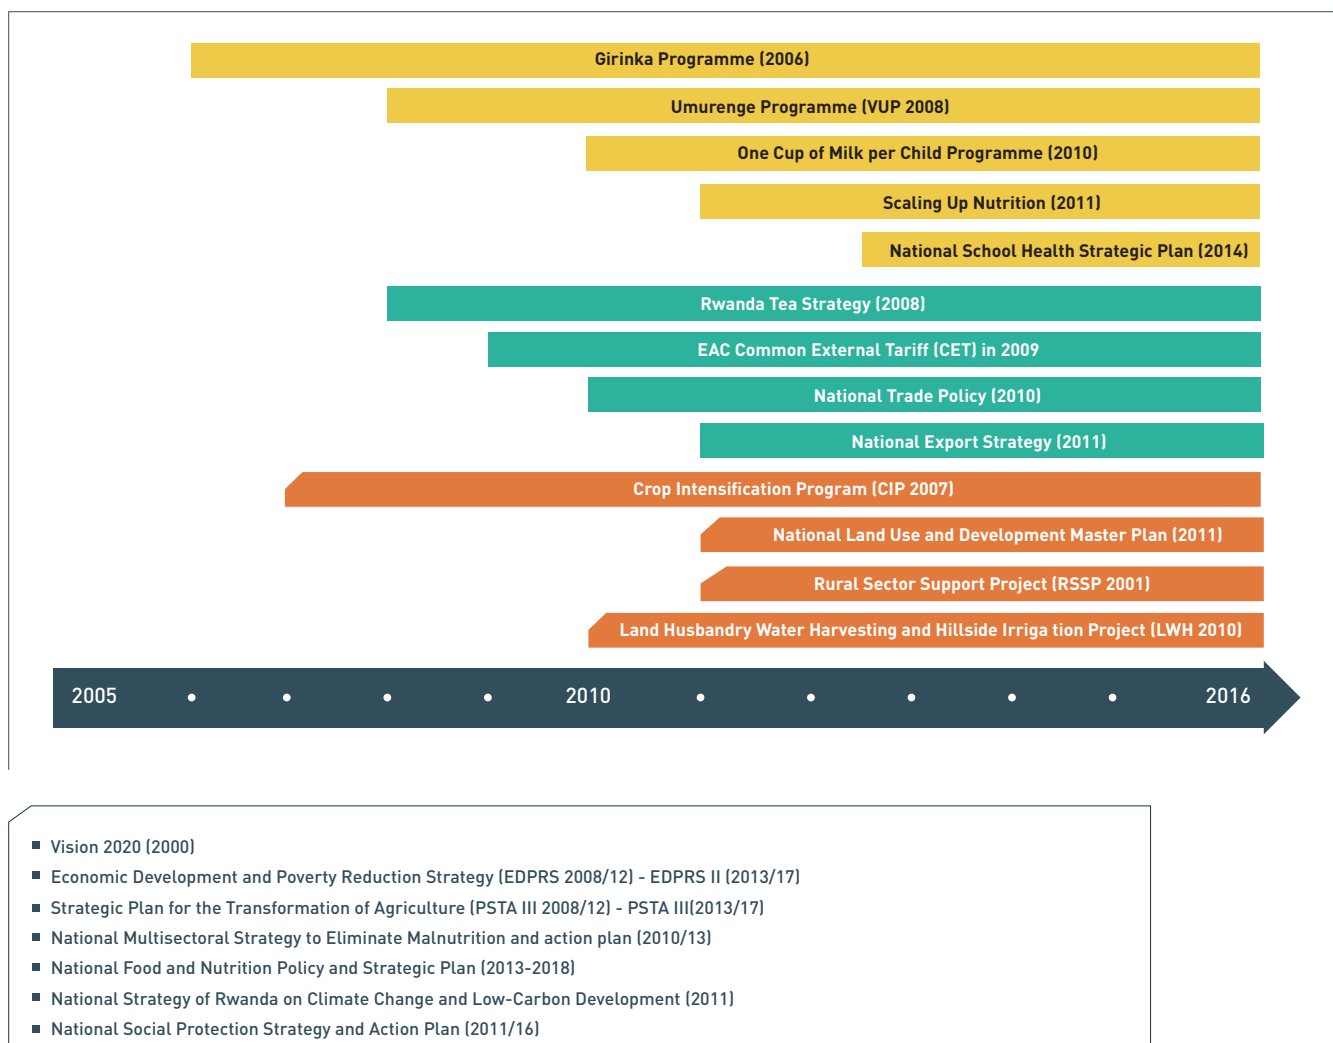 Girinka Programme (2006)
Umurenge Programme (VUP 2008)
One Cup of Milk per Child Programme (2010)
Scaling Up Nutrition (2011)
National School Health Strategic Plan (2014)
Rwanda Tea Strategy (2008)
EAC Common External Tariff (CET) in 2009
National Trade Policy (2010)
National Export Strategy (2011)
Crop Intensification Program (CIP 2007)
National Land Use and Development Master Plan (2011)
Rural Sector Support Project (RSSP 2001)
Land Husbandry Water Harvesting and Hillside Irriga tion Project (LWH 2010)
2005 2010 2016
Vision 2020 (2000)
Economic Development and Poverty Reduction Strategy (EDPRS 2008/12) - EDPRS II (2013/17)
Strategic Plan for the Transformation of Agriculture (PSTA III 2008/12) - PSTA III(2013/17)
National Multisectoral Strategy to Eliminate Malnutrition and action plan (2010/13)
National Food and Nutrition Policy and Strategic Plan (2013-2018)
National Strategy of Rwanda on Climate Change and Low-Carbon Development (2011)
National Social Protection Strategy and Action Plan (2011/16)